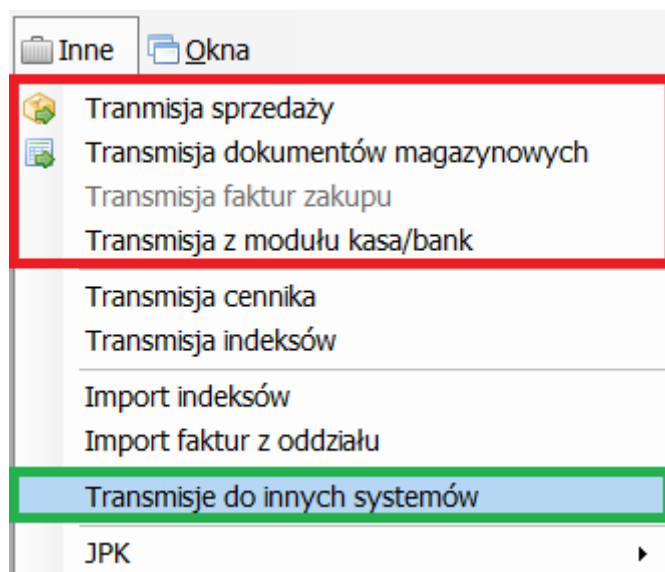 Inne Okna
Tranmisja sprzedaży
Transmisja dokumentów magazynowych
Transmisja faktur zakupu
Transmisja z modułu kasa/bank
Transmisja cennika
Transmisja indeksów
Import indeksów
Import faktur z oddziału
Transmisje do innych systemów
JPK